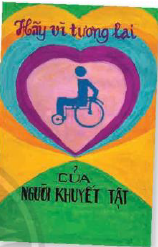 Hãy vì tương lai
CỦA
NGƯỜI KHUYẾT TẬT